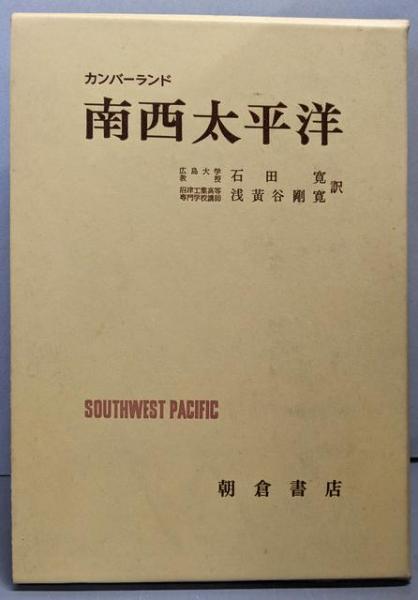 カンバーランド
南西太平洋
広島大学
教授 石田寛
沼津工業高等
専門学校講師 浅黄谷剛寛 訳
SOUTHWEST PACIFIC
朝倉書店